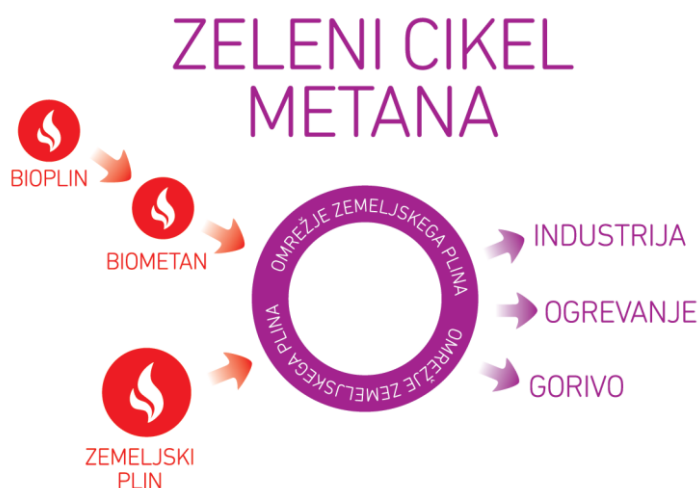 ZELENI CIKEL
METANA
BIOPLIN
BIOMETAN
ZEMELJSKI
PLIN
OMREŽJE ZEMELJSKEGA PLINA
OMREŽJE ZEMELJSKEGA PLINA
INDUSTRIJA
OGREVANJE
GORIVO